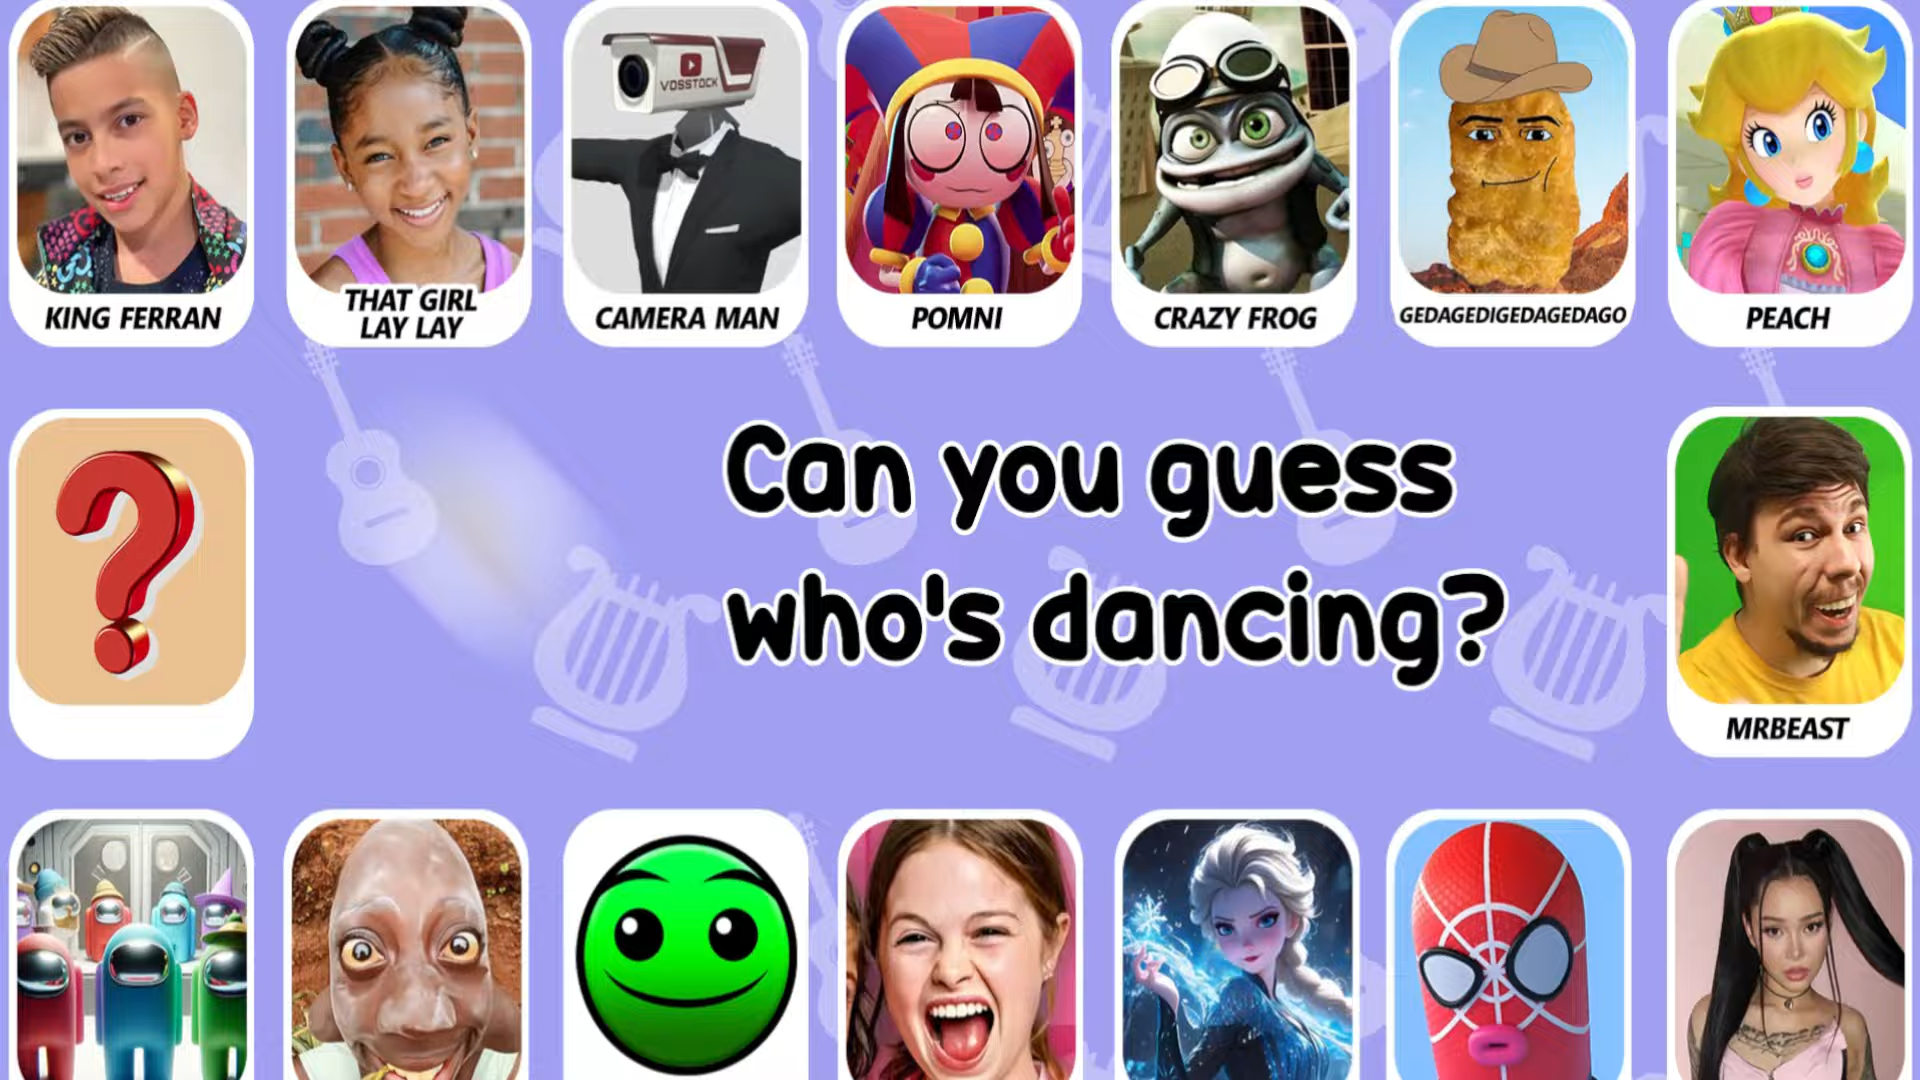 VOSSTOCK
KING FERRAN
THAT GIRL
LAY LAY
CAMERA MAN
POMNI
CRAZY FROG
GEDAGEDIGEDAGEDAGO
PEACH
Can you guess
who's dancing?
MRBEAST